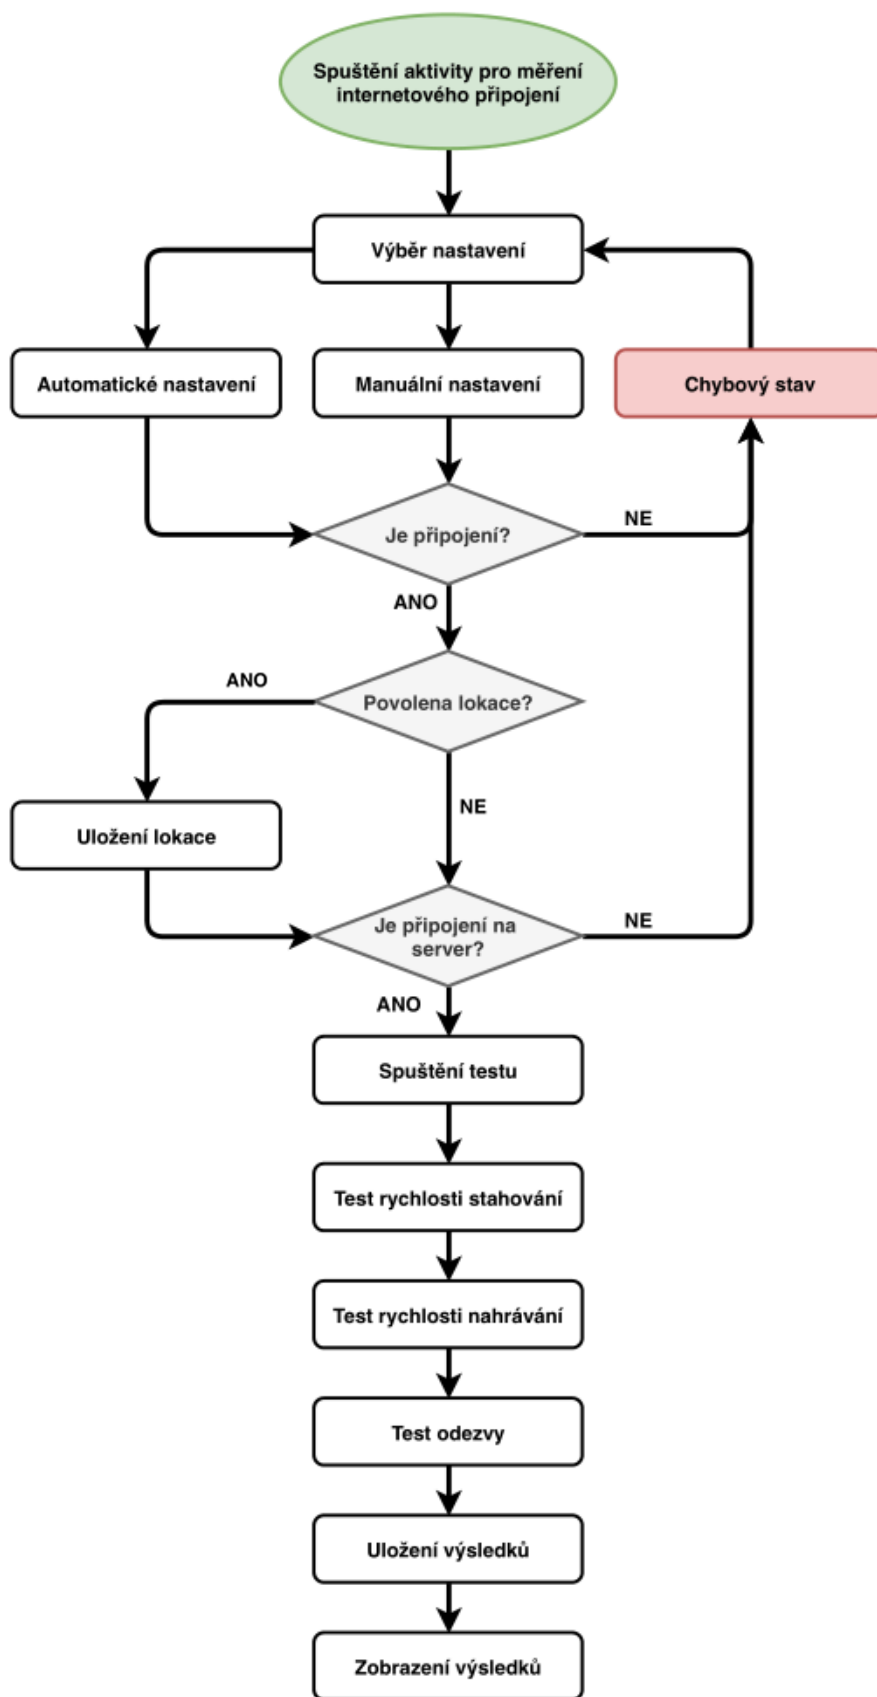 Spuštění aktivity pro měření
internetového připojení
Výběr nastavení
Automatické nastavení
Manuální nastavení
Chybový stav
Je připojení?
NE
ANO
Povolena lokace?
ANO
NE
Uložení lokace
Je připojení na
server?
NE
ANO
Spuštění testu
Test rychlosti stahování
Test rychlosti nahrávání
Test odezvy
Uložení výsledků
Zobrazení výsledků